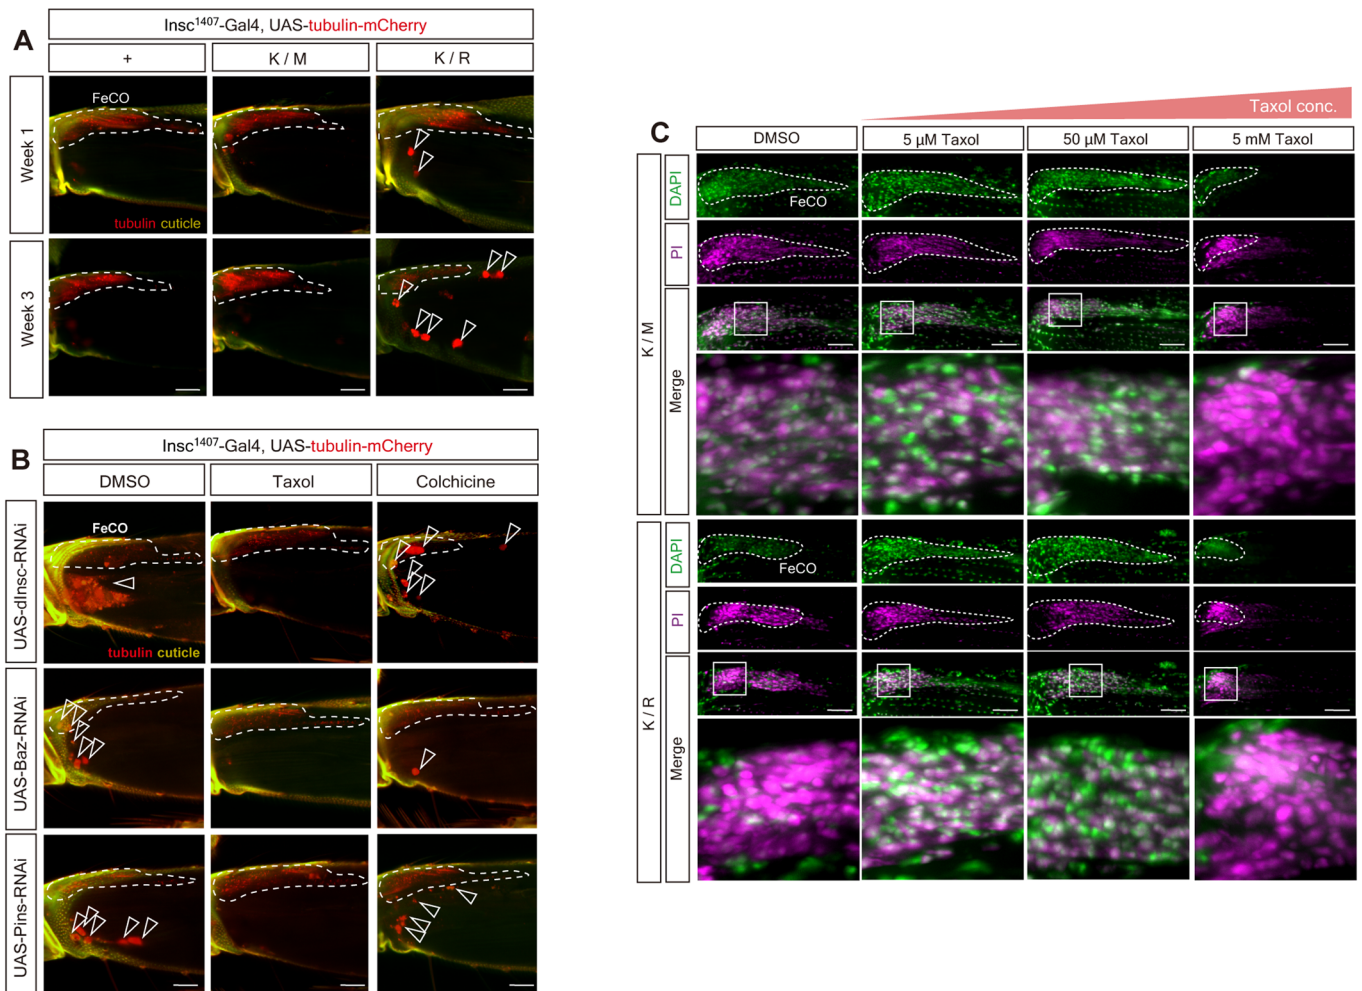 A
Insc1407-Gal4, UAS-tubulin-mCherry
+
K / M
K / R
Week 1
FeCO
tubulin cuticle
Week 3
B
Insc1407-Gal4, UAS-tubulin-mCherry
DMSO
Taxol
Colchicine
UAS-dInsc-RNAi
FeCO
tubulin cuticle
UAS-Baz-RNAi
UAS-Pins-RNAi
C
Taxol conc.
DMSO
5 µM Taxol
50 µM Taxol
5 mM Taxol
K / M
DAPI
FeCO
PI
Merge
K / R
DAPI
FeCO
PI
Merge